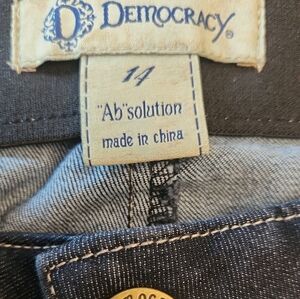 D DEMOCRACY®
14
"Ab"solution
made in china